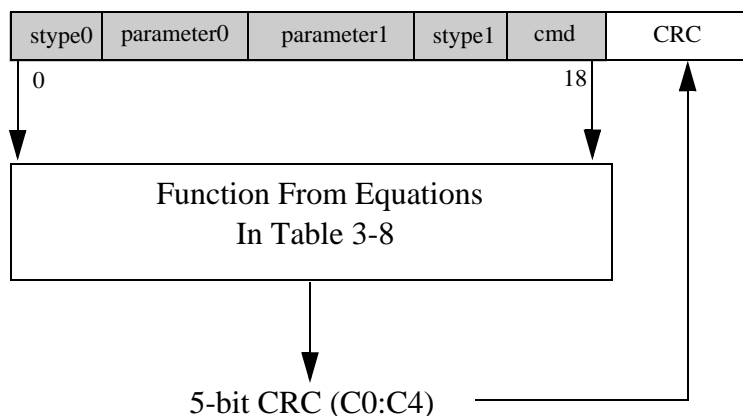 stype0 parameter0 parameter1 stype1 cmd CRC
0 18
Function From Equations
In Table 3-8
5-bit CRC (C0:C4)